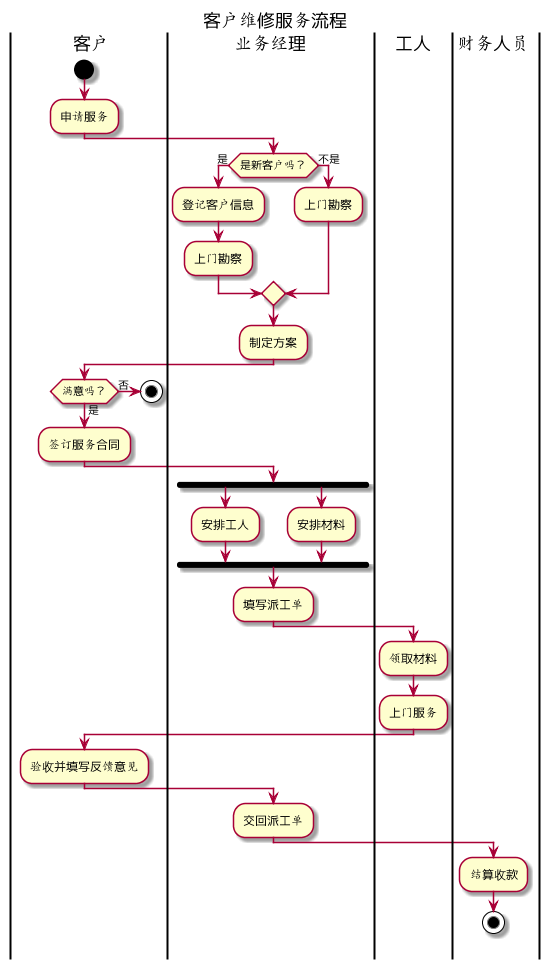 客户维修服务流程
客户
业务经理
工人
财务人员
申请服务
是新客户吗？
是
不是
登记客户信息
上门勘察
上门勘察
制定方案
满意吗？
否
是
签订服务合同
安排工人
安排材料
填写派工单
领取材料
上门服务
验收并填写反馈意见
交回派工单
结算收款